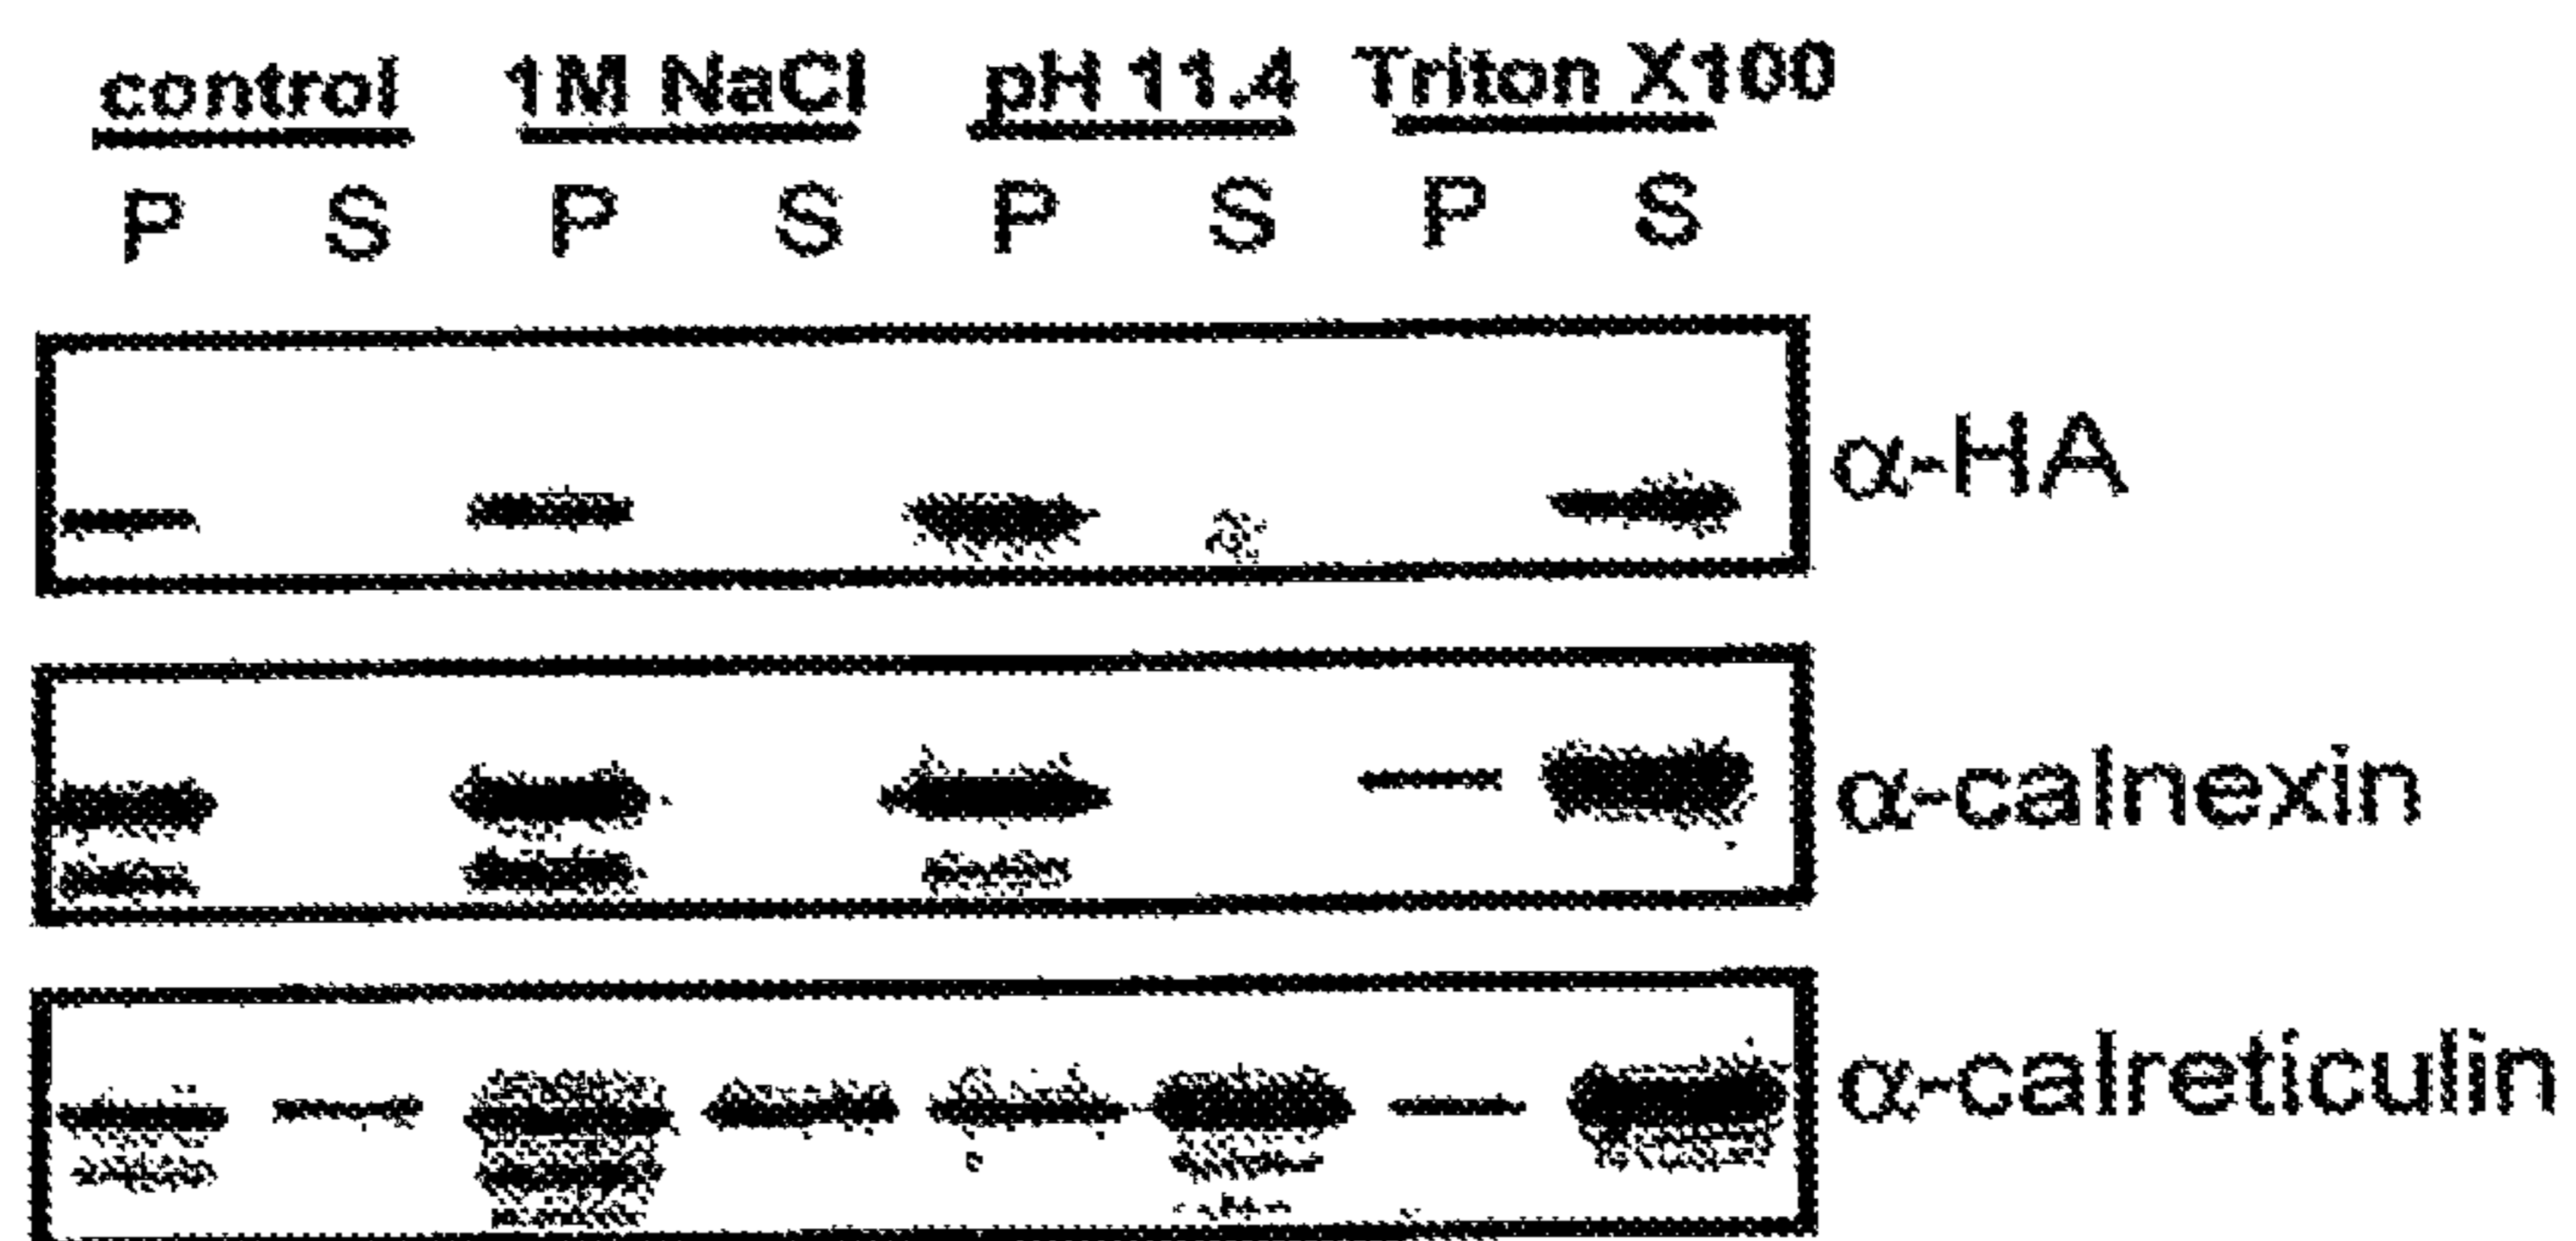 control 1M NaCl pH 11.4 Triton X100
P S P S P S P S
α-HA
α-calnexin
α-calreticulin